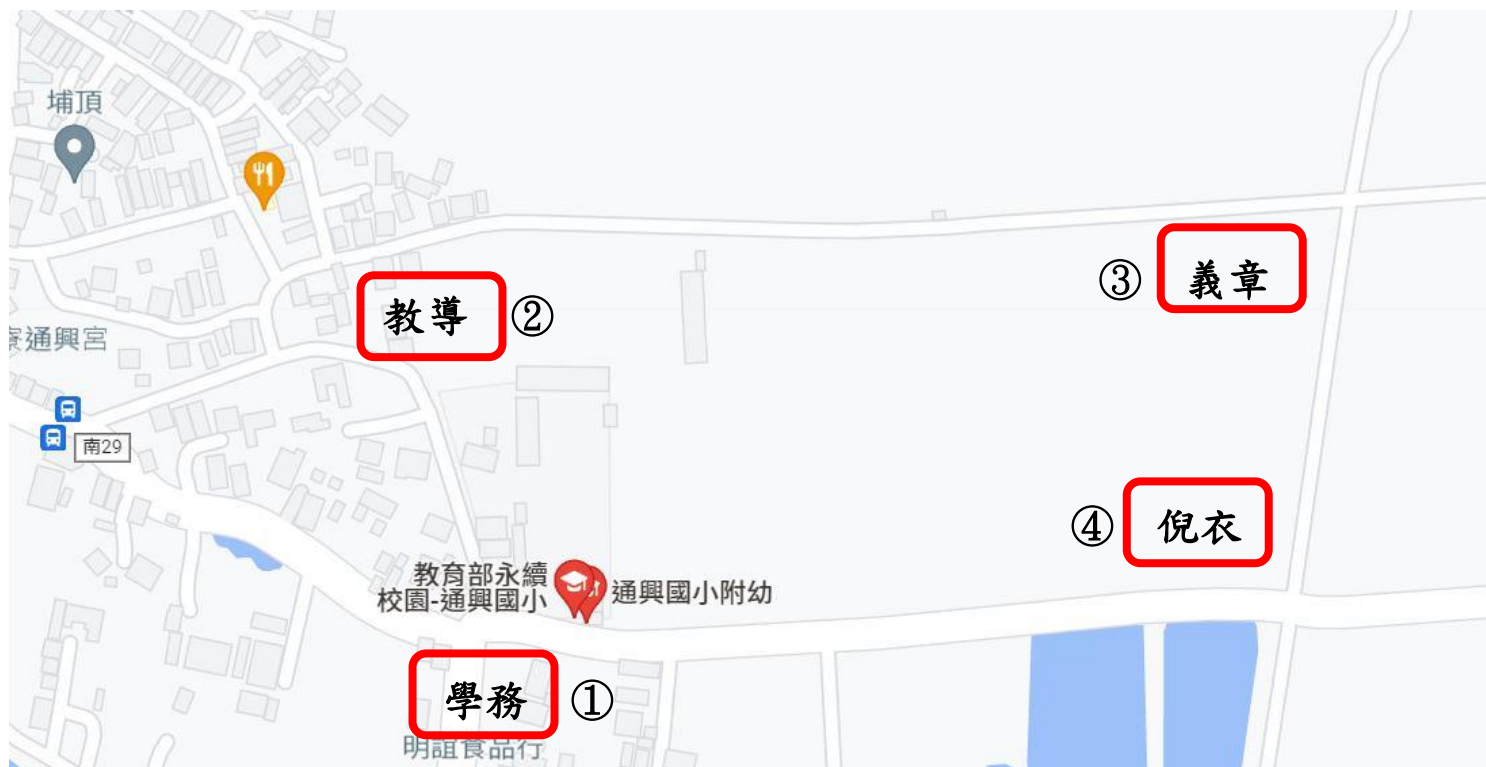 埔頂
③ 義章
教導 ②
寮通興宮
南29
④ 倪衣
教育部永續
校園-通興國小
通興國小附幼
學務 ①
明誼食品行